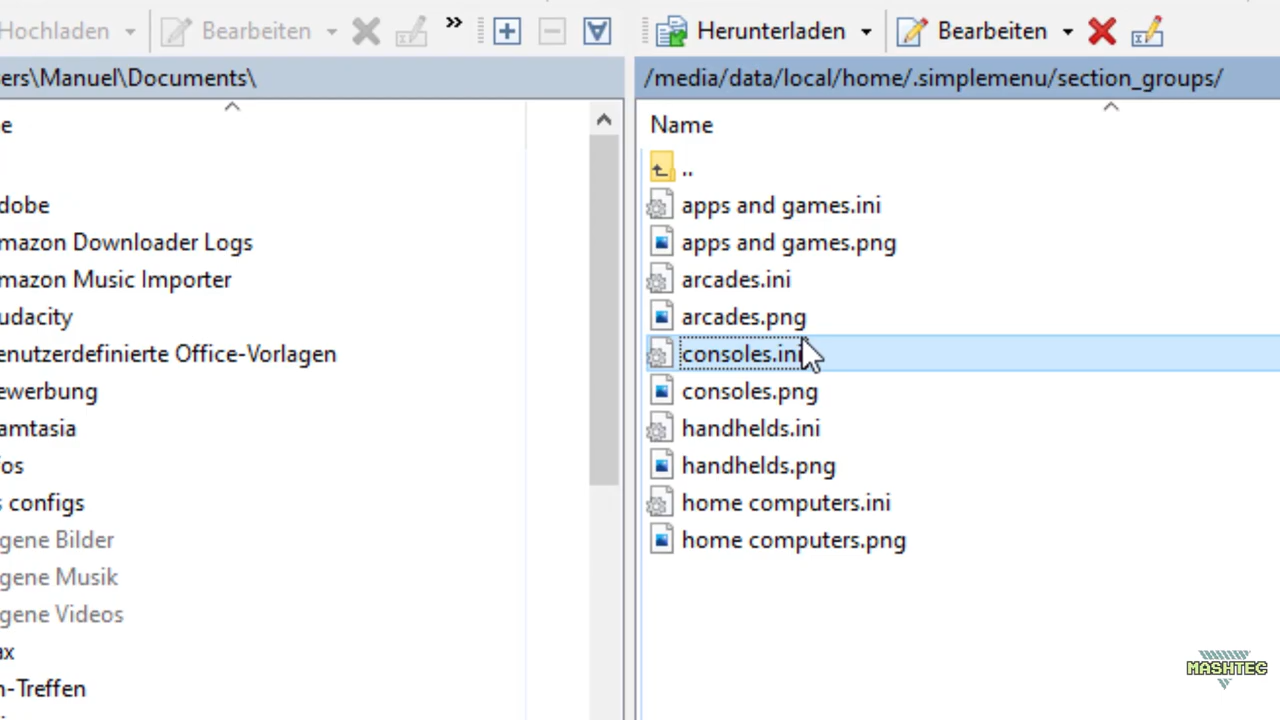 Hochladen
Bearbeiten
»
Herunterladen
Bearbeiten
ers\Manuel\Documents\
/media/data/local/home/.simplemenu/section_groups/
e
dobe
mazon Downloader Logs
mazon Music Importer
udacity
enutzerdefinierte Office-Vorlagen
ewerbung
amtasia
fos
s configs
gene Bilder
gene Musik
gene Videos
ax
n-Treffen
Name
..
apps and games.ini
apps and games.png
arcades.ini
arcades.png
consoles.ini
consoles.png
handhelds.ini
handhelds.png
home computers.ini
home computers.png
MASHTEC